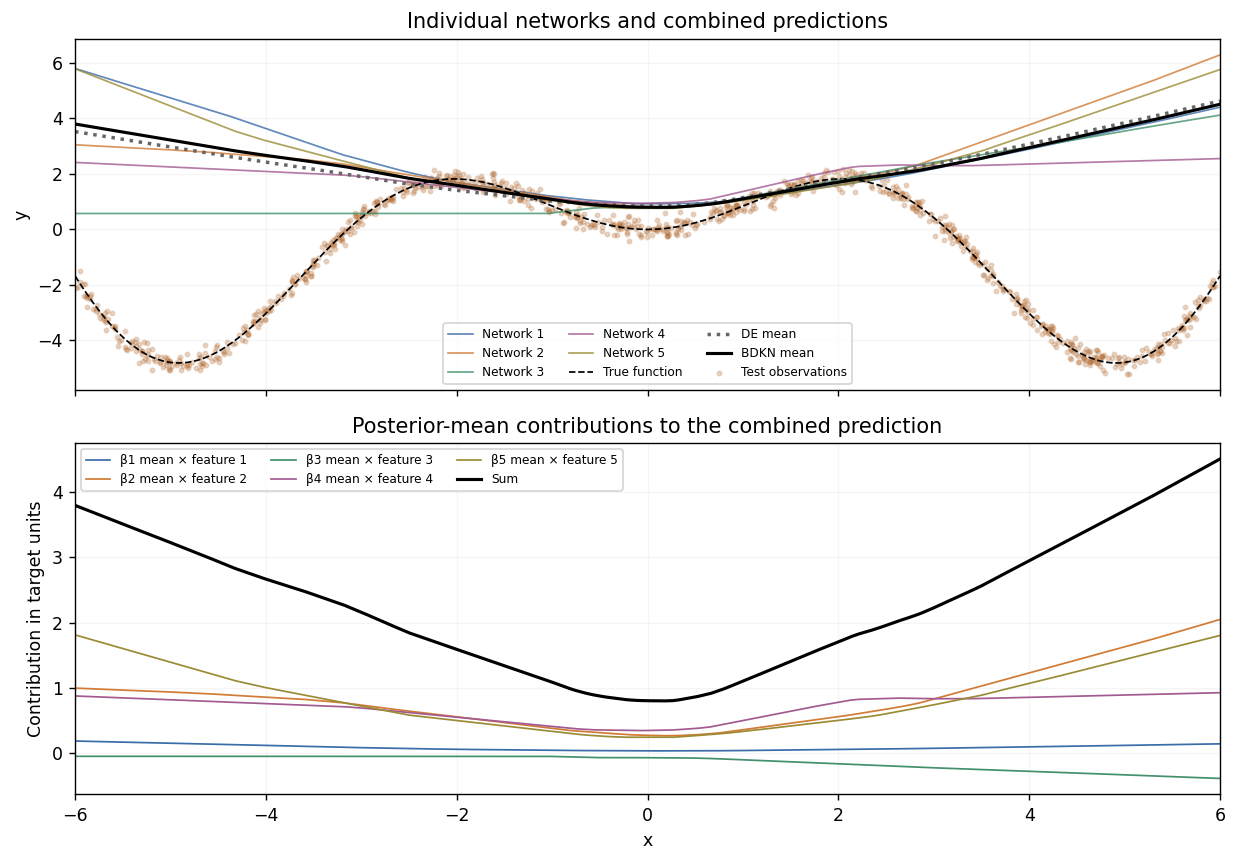 Individual networks and combined predictions
6
4
2
0
−2
−4
y
Network 1
Network 2
Network 3
Network 4
Network 5
True function
DE mean
BDKN mean
Test observations
Posterior-mean contributions to the combined prediction
β1 mean × feature 1
β2 mean × feature 2
β3 mean × feature 3
β4 mean × feature 4
β5 mean × feature 5
Sum
4
3
2
1
0
Contribution in target units
−6 −4 −2 0 2 4 6
x